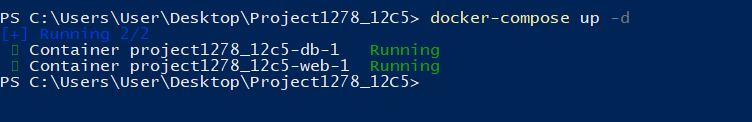 PS C:\Users\User\Desktop\Project1278_12C5> docker-compose up -d
[+] Running 2/2
Container project1278_12c5-db-1 Running
Container project1278_12c5-web-1 Running
PS C:\Users\User\Desktop\Project1278_12C5>